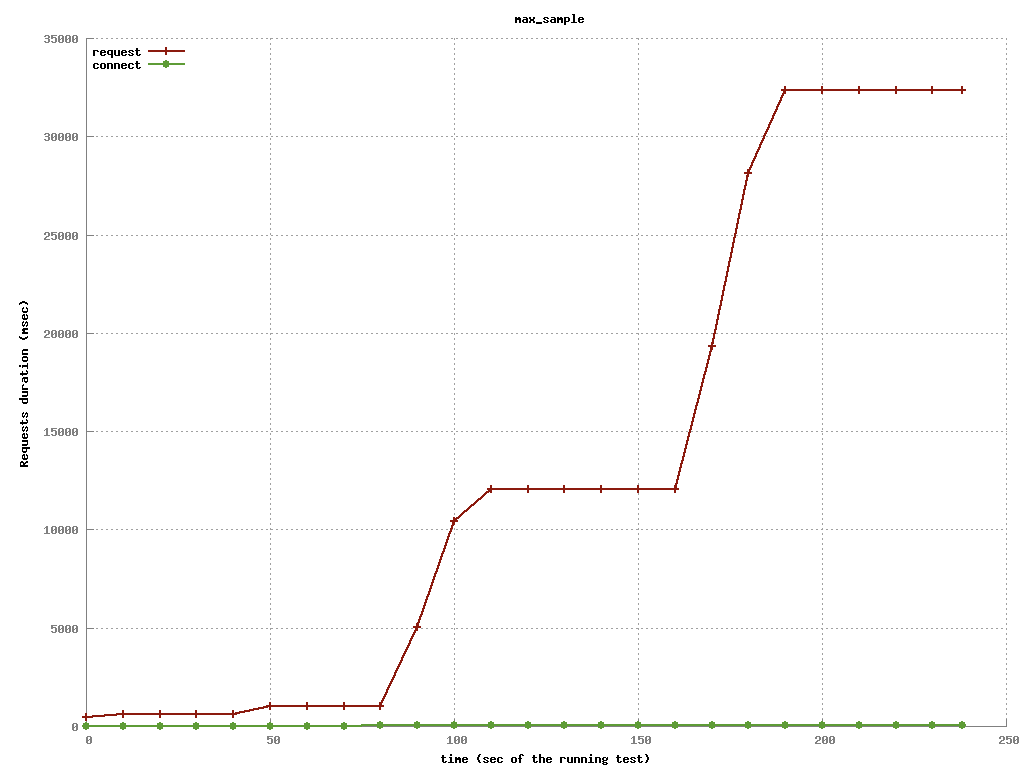 max_sample
35000
request
connect
30000
25000
20000
15000
10000
5000
0
Requests duration (msec)
0 50 100 150 200 250
time (sec of the running test)